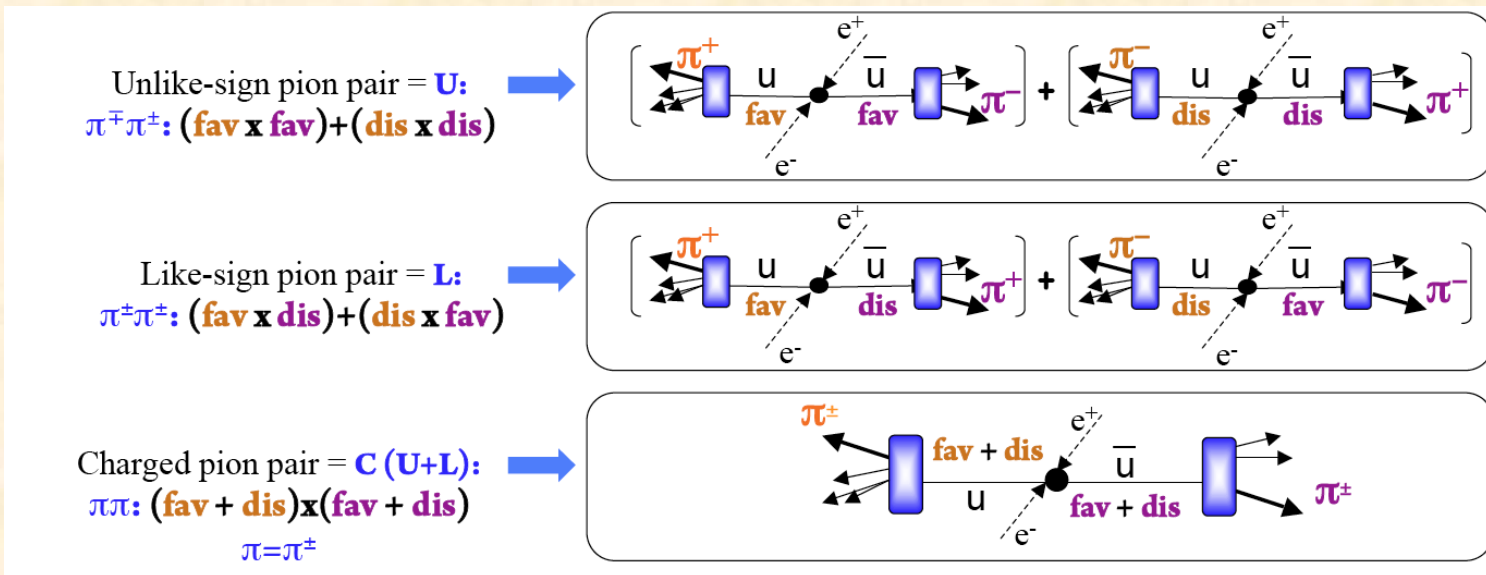 Unlike-sign pion pair = U:
π∓π±: (fav x fav)+(dis x dis)
e+
e+
π+
u
u̅
π−
u
u̅
fav
fav
π−
+
dis
dis
π+
e-
e-
Like-sign pion pair = L:
π±π±: (fav x dis)+(dis x fav)
e+
e+
π+
u
u̅
π−
u
u̅
fav
dis
π+
+
dis
fav
π−
e-
e-
Charged pion pair = C (U+L):
ππ: (fav + dis)x(fav + dis)
π=π±
π±
e+
fav + dis
u̅
u
fav + dis
π±
e-